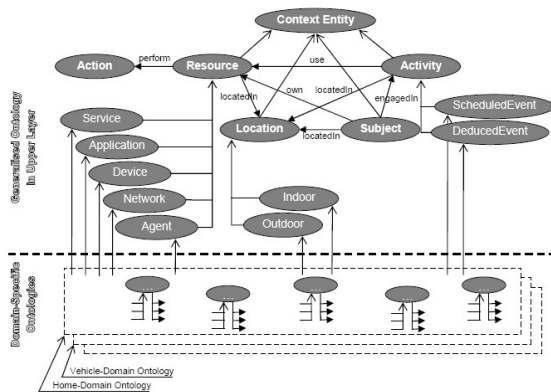 Context Entity
perform
use
Action
Resource
Activity
locatedIn
own
locatedIn
engagedIn
Service
ScheduledEvent
Location
locatedIn
Subject
DeducedEvent
Application
Device
Network
Indoor
Agent
Outdoor
Generalised Ontology
in Upper Layer
Domain-Specific
Ontologies
...
...
...
...
...
Vehicle-Domain Ontology
Home-Domain Ontology